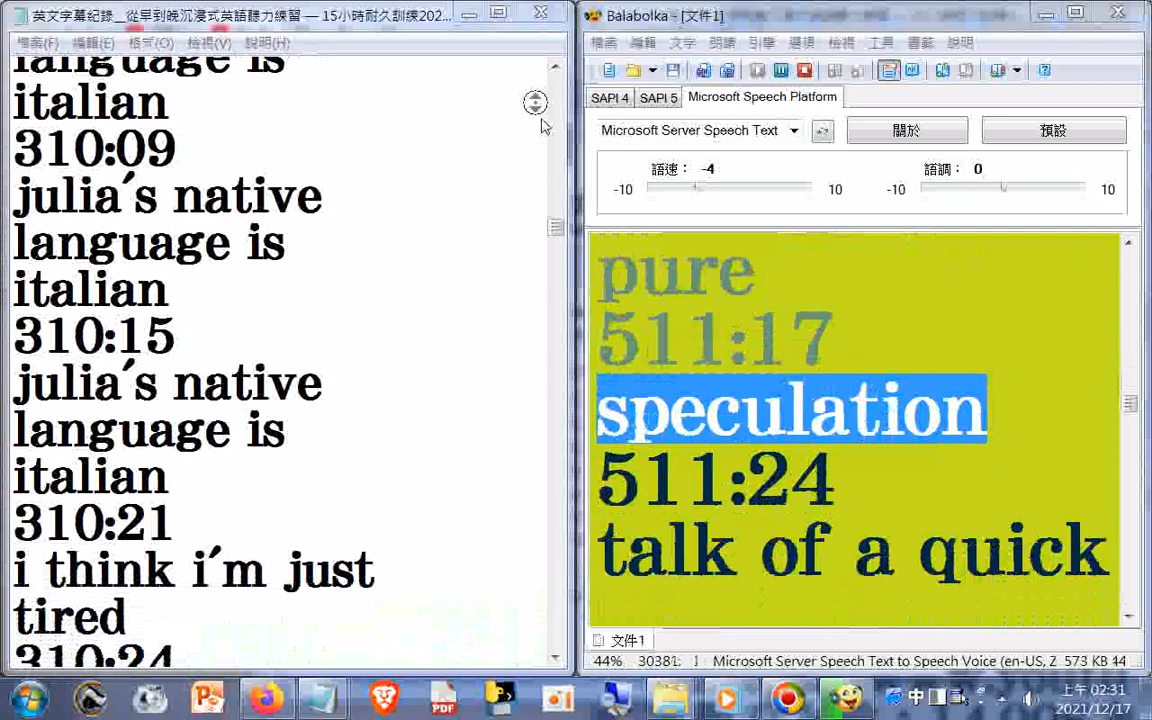 英文字幕紀錄__從早到晚沉浸式英語聽力練習 — 15小時耐久訓練202...
檔案(F) 編輯(E) 格式(O) 檢視(V) 說明(H)
language is
italian
310:09
julia's native
language is
italian
310:15
julia's native
language is
italian
310:21
i think i'm just
tired
310:24
Balabolka - [文件1]
檔案 編輯 文字 朗讀 引擎 選項 檢視 工具 書籤 說明
SAPI 4 SAPI 5 Microsoft Speech Platform
Microsoft Server Speech Text 關於 預設
語速： -4 語調： 0
-10 10 -10 10
pure
511:17
speculation
511:24
talk of a quick
文件1
44% 30381: Microsoft Server Speech Text to Speech Voice (en-US, Z 573 KB 44
PDF
中
上午 02:31
2021/12/17